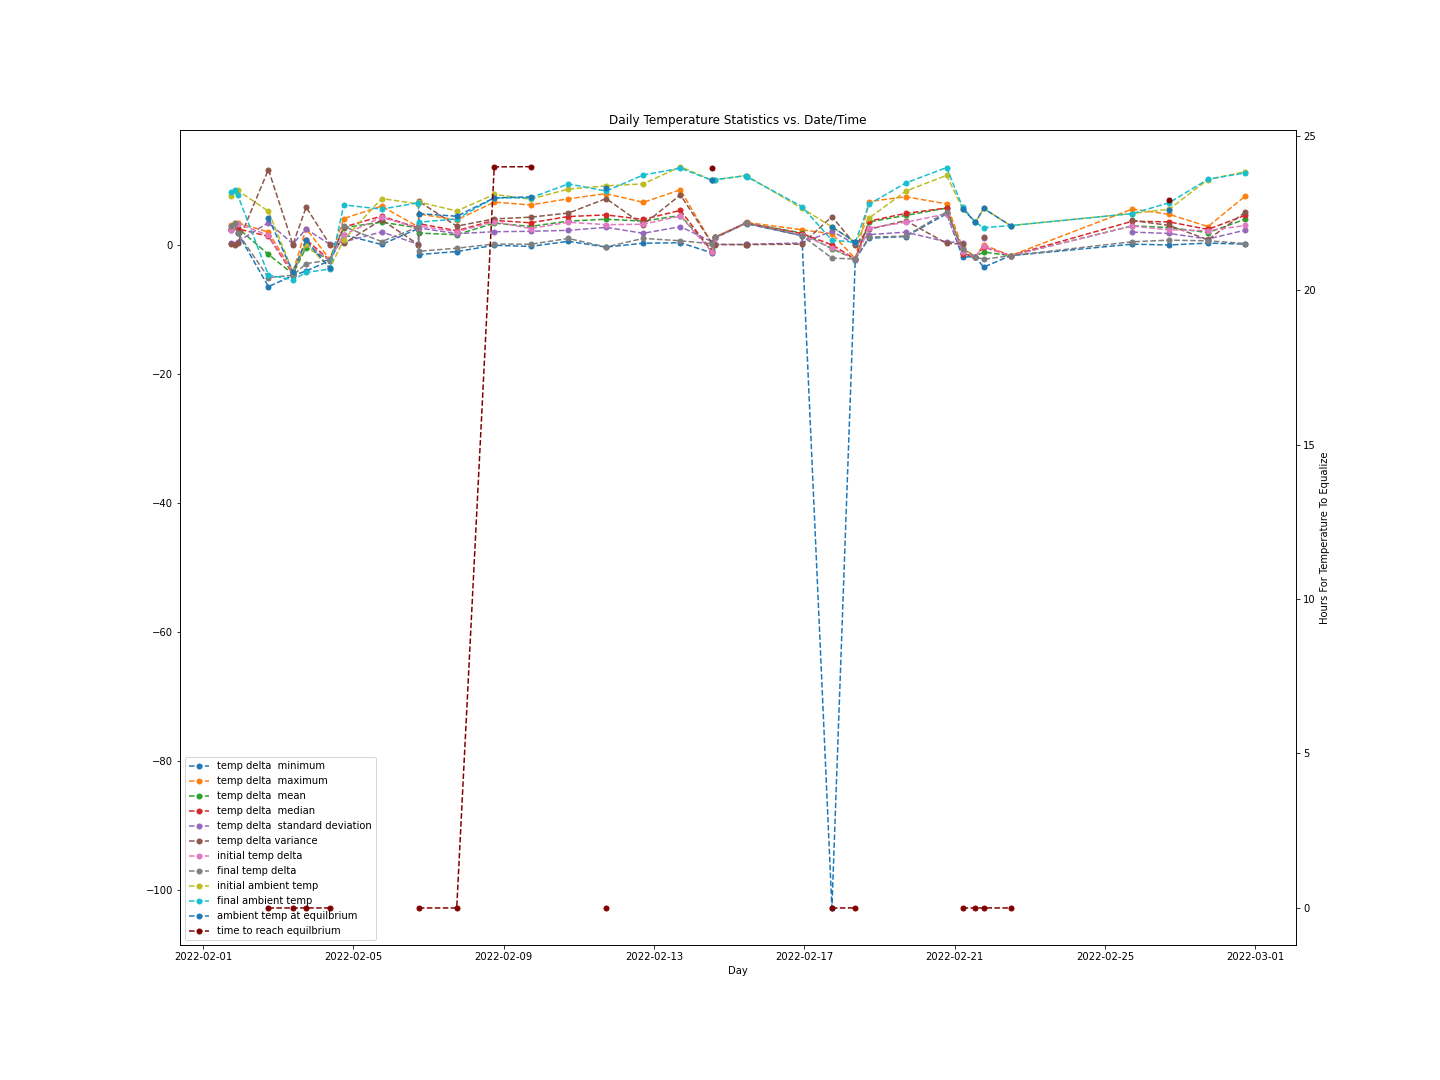 Daily Temperature Statistics vs. Date/Time
25
20
15
10
5
0
Hours For Temperature To Equalize
0
−20
−40
−60
−80
−100
temp delta  minimum
temp delta  maximum
temp delta  mean
temp delta  median
temp delta  standard deviation
temp delta variance
initial temp delta
final temp delta
initial ambient temp
final ambient temp
ambient temp at equilbrium
time to reach equilbrium
2022-02-01 2022-02-05 2022-02-09 2022-02-13 2022-02-17 2022-02-21 2022-02-25 2022-03-01
Day